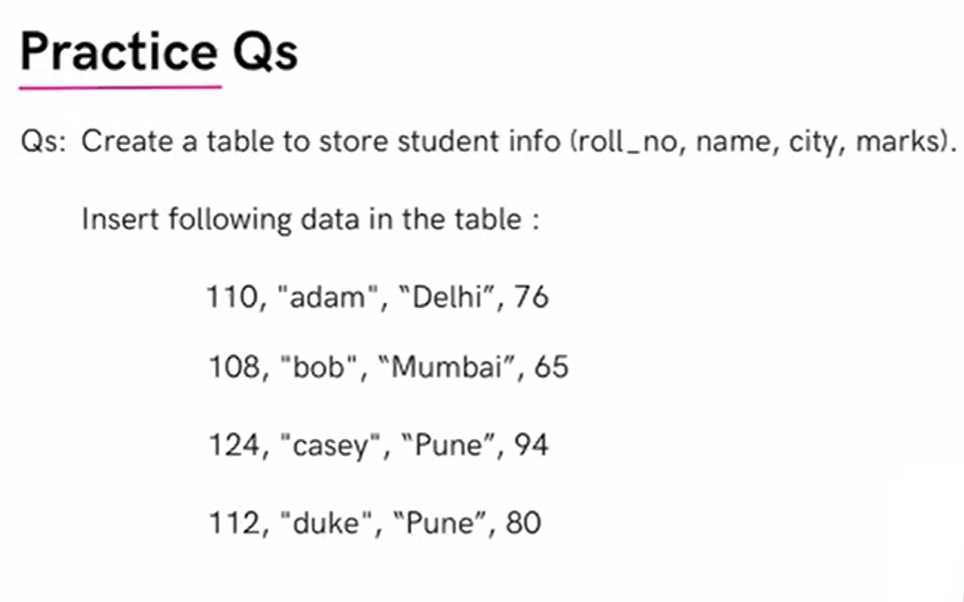 Practice Qs
Qs: Create a table to store student info (roll_no, name, city, marks).
Insert following data in the table :
110, "adam", “Delhi”, 76
108, "bob", “Mumbai”, 65
124, "casey", “Pune”, 94
112, "duke", “Pune”, 80